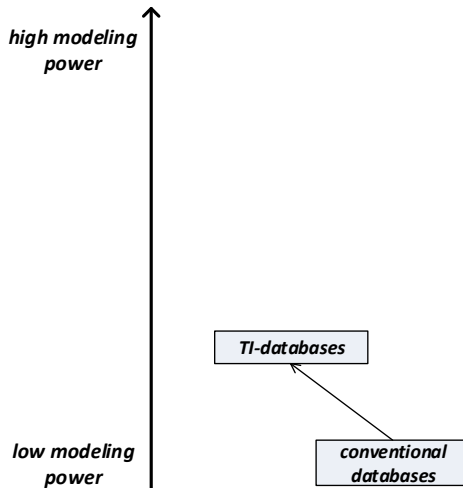 high modeling
power
TI-databases
low modeling
power
conventional
databases